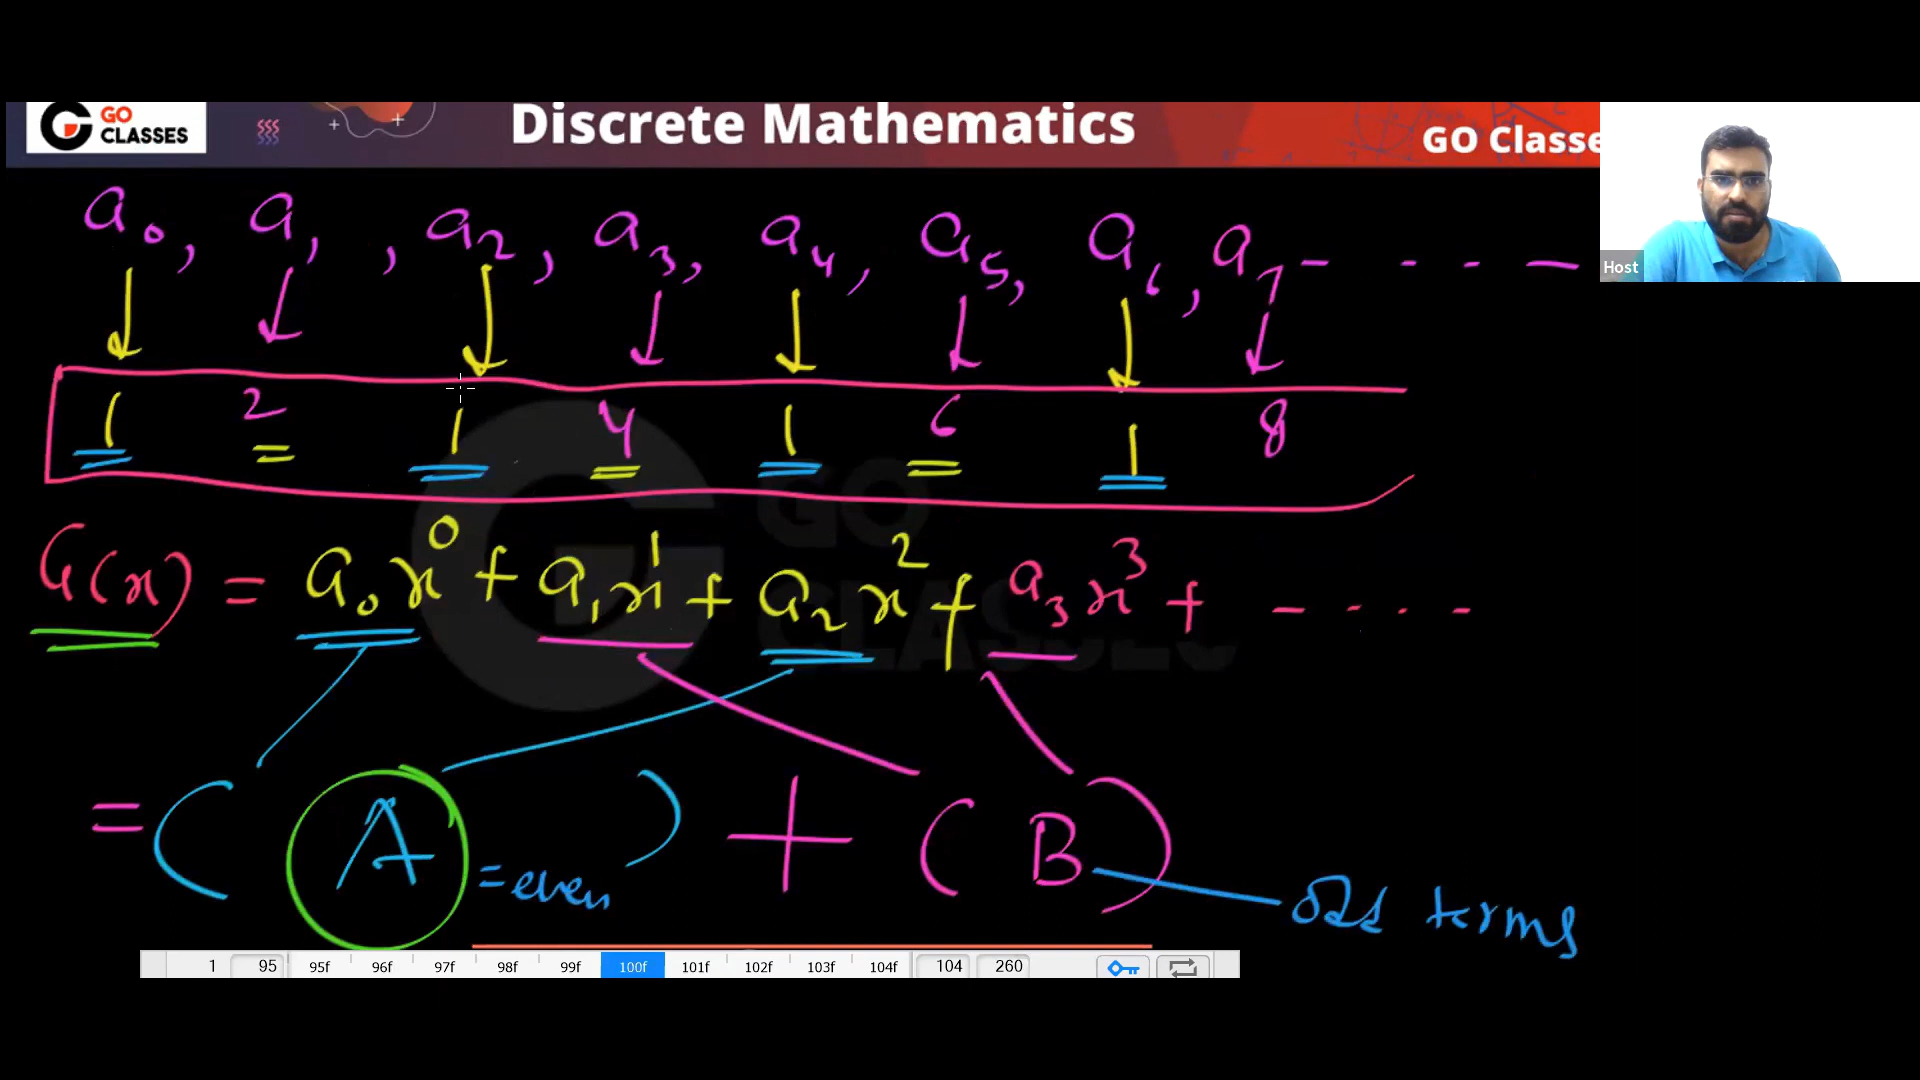 GO CLASSES
Discrete Mathematics
GO Classe
Host
a₀, a₁, a₂, a₃, a₄, a₅, a₆, a₇ - - - -
1 2 1 4 1 6 1 8
GO CLASSES
G(x) = a₀x⁰ + a₁x¹ + a₂x² + a₃x³ + - - - -
= ( A ) + ( B )
= even
odd terms
1 95 95f 96f 97f 98f 99f 100f 101f 102f 103f 104f 104 260